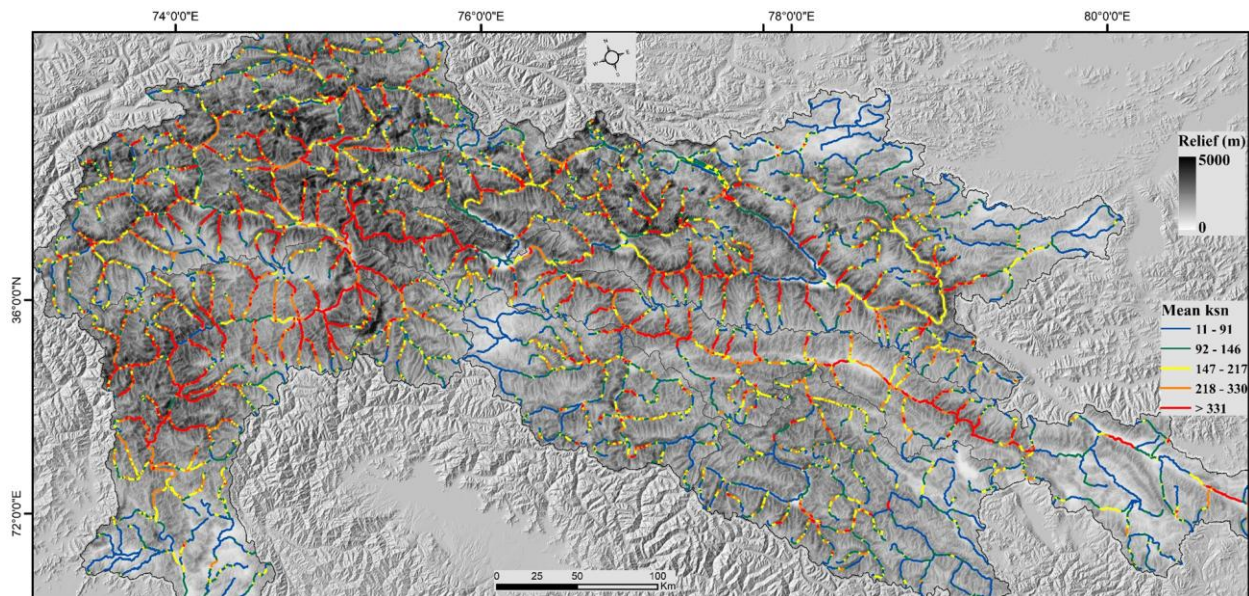 74°0'0"E
76°0'0"E
78°0'0"E
80°0'0"E
Relief (m)
5000
0
36°0'0"N
Mean ksn
11 - 91
92 - 146
147 - 217
218 - 330
> 331
72°0'0"E
0 25 50 100
Km